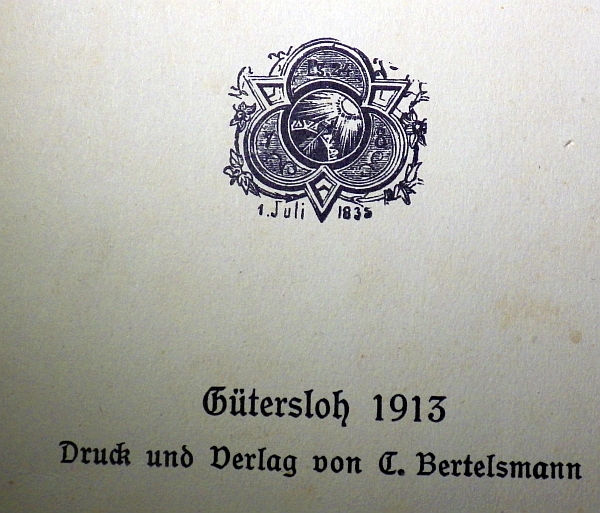 1. Juli 1835
Gütersloh 1913
Druck und Verlag von C. Bertelsmann